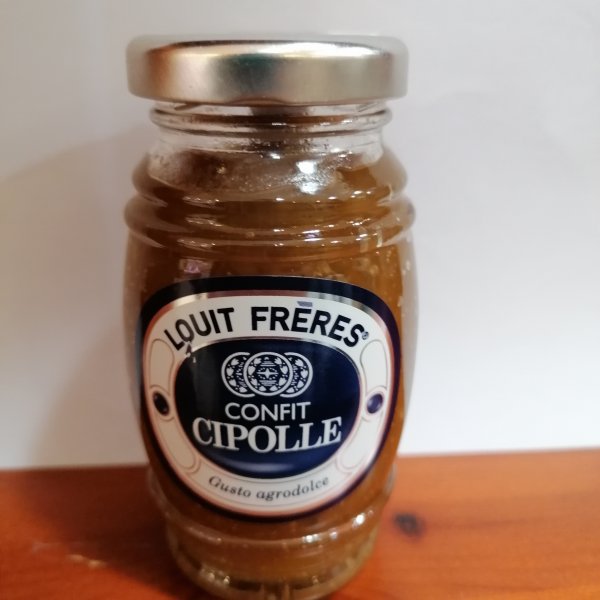 LOUIT FRÈRES®
CONFIT
CIPOLLE
Gusto agrodolce